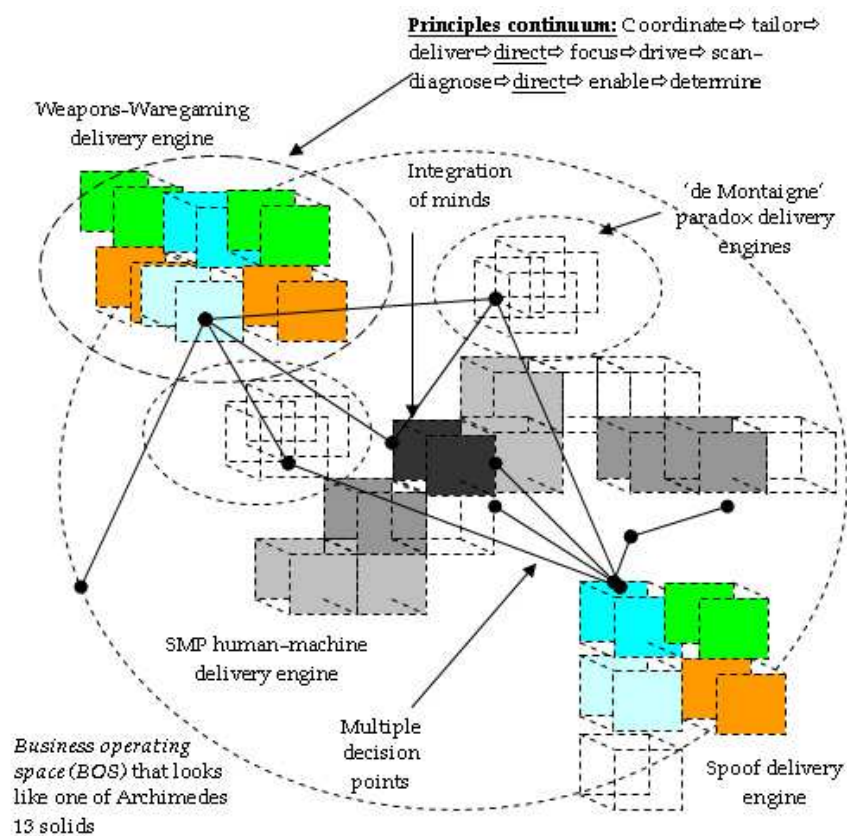 Principles continuum: Coordinate⇨ tailor⇨
deliver⇨direct⇨ focus⇨drive⇨ scan-
diagnose⇨direct⇨ enable⇨determine
Weapons-Waregaming
delivery engine
Integration
of minds
‘de Montaigne‘
paradox delivery
engines
SMP human-machine
delivery engine
Multiple
decision
points
Spoof delivery
engine
Business operating
space (BOS) that looks
like one of Archimedes
13 solids